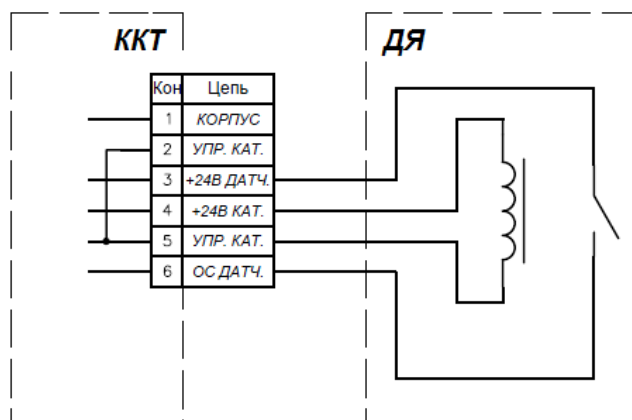 ККТ
ДЯ
Кон Цепь
1 КОРПУС
2 УПР. КАТ.
3 +24В ДАТЧ.
4 +24В КАТ.
5 УПР. КАТ.
6 ОС ДАТЧ.